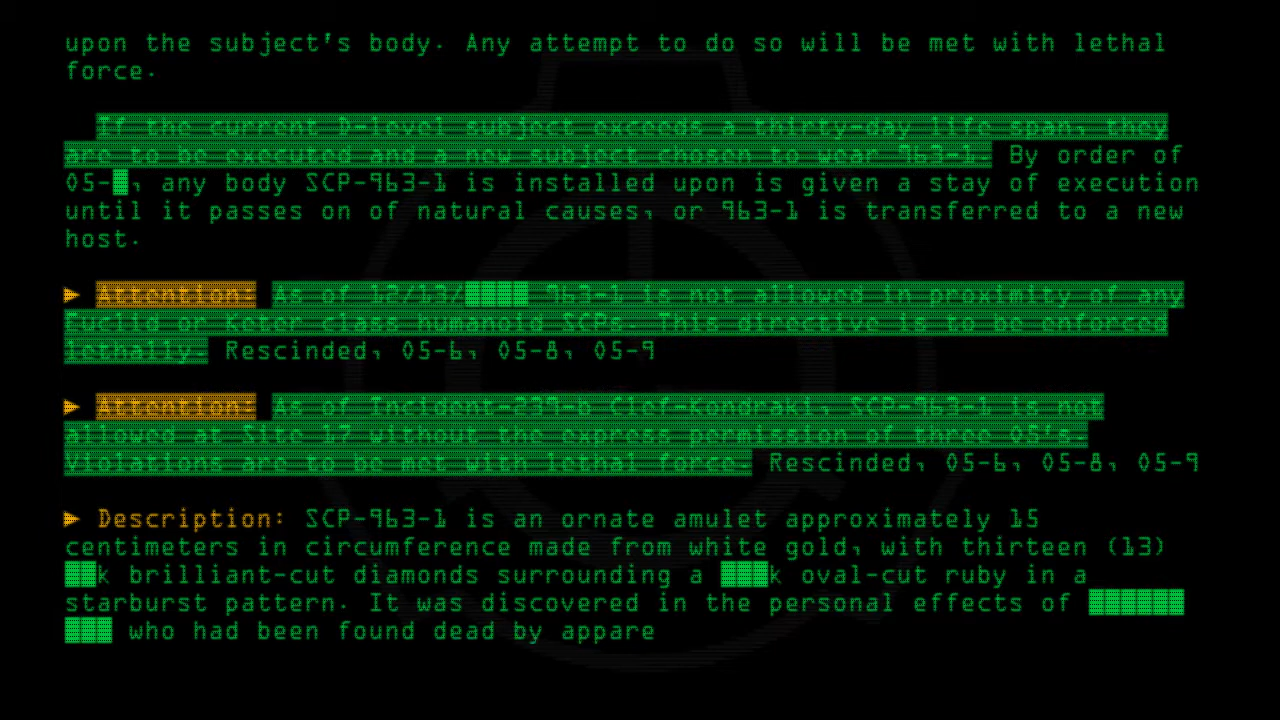 upon the subject's body. Any attempt to do so will be met with lethal
force.
If the current D-level subject exceeds a thirty-day life span, they
are to be executed and a new subject chosen to wear 963-1. By order of
05-█, any body SCP-963-1 is installed upon is given a stay of execution
until it passes on of natural causes, or 963-1 is transferred to a new
host.
► Attention: As of 12/13/████ 963-1 is not allowed in proximity of any
Euclid or Keter class humanoid SCPs. This directive is to be enforced
lethally. Rescinded, 05-6, 05-8, 05-9
► Attention: As of Incident-239-b Clef-Kondraki, SCP-963-1 is not
allowed at Site 17 without the express permission of three 05's.
Violations are to be met with lethal force. Rescinded, 05-6, 05-8, 05-9
► Description: SCP-963-1 is an ornate amulet approximately 15
centimeters in circumference made from white gold, with thirteen (13)
██k brilliant-cut diamonds surrounding a ███k oval-cut ruby in a
starburst pattern. It was discovered in the personal effects of ██████
███ who had been found dead by appare